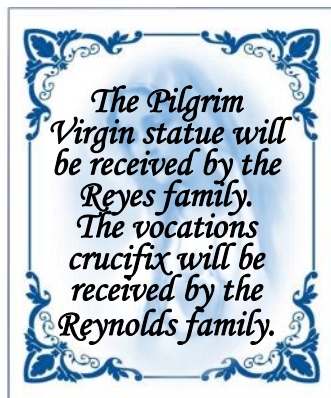 The Pilgrim
Virgin statue will
be received by the
Reyes family.
The vocations
crucifix will be
received by the
Reynolds family.